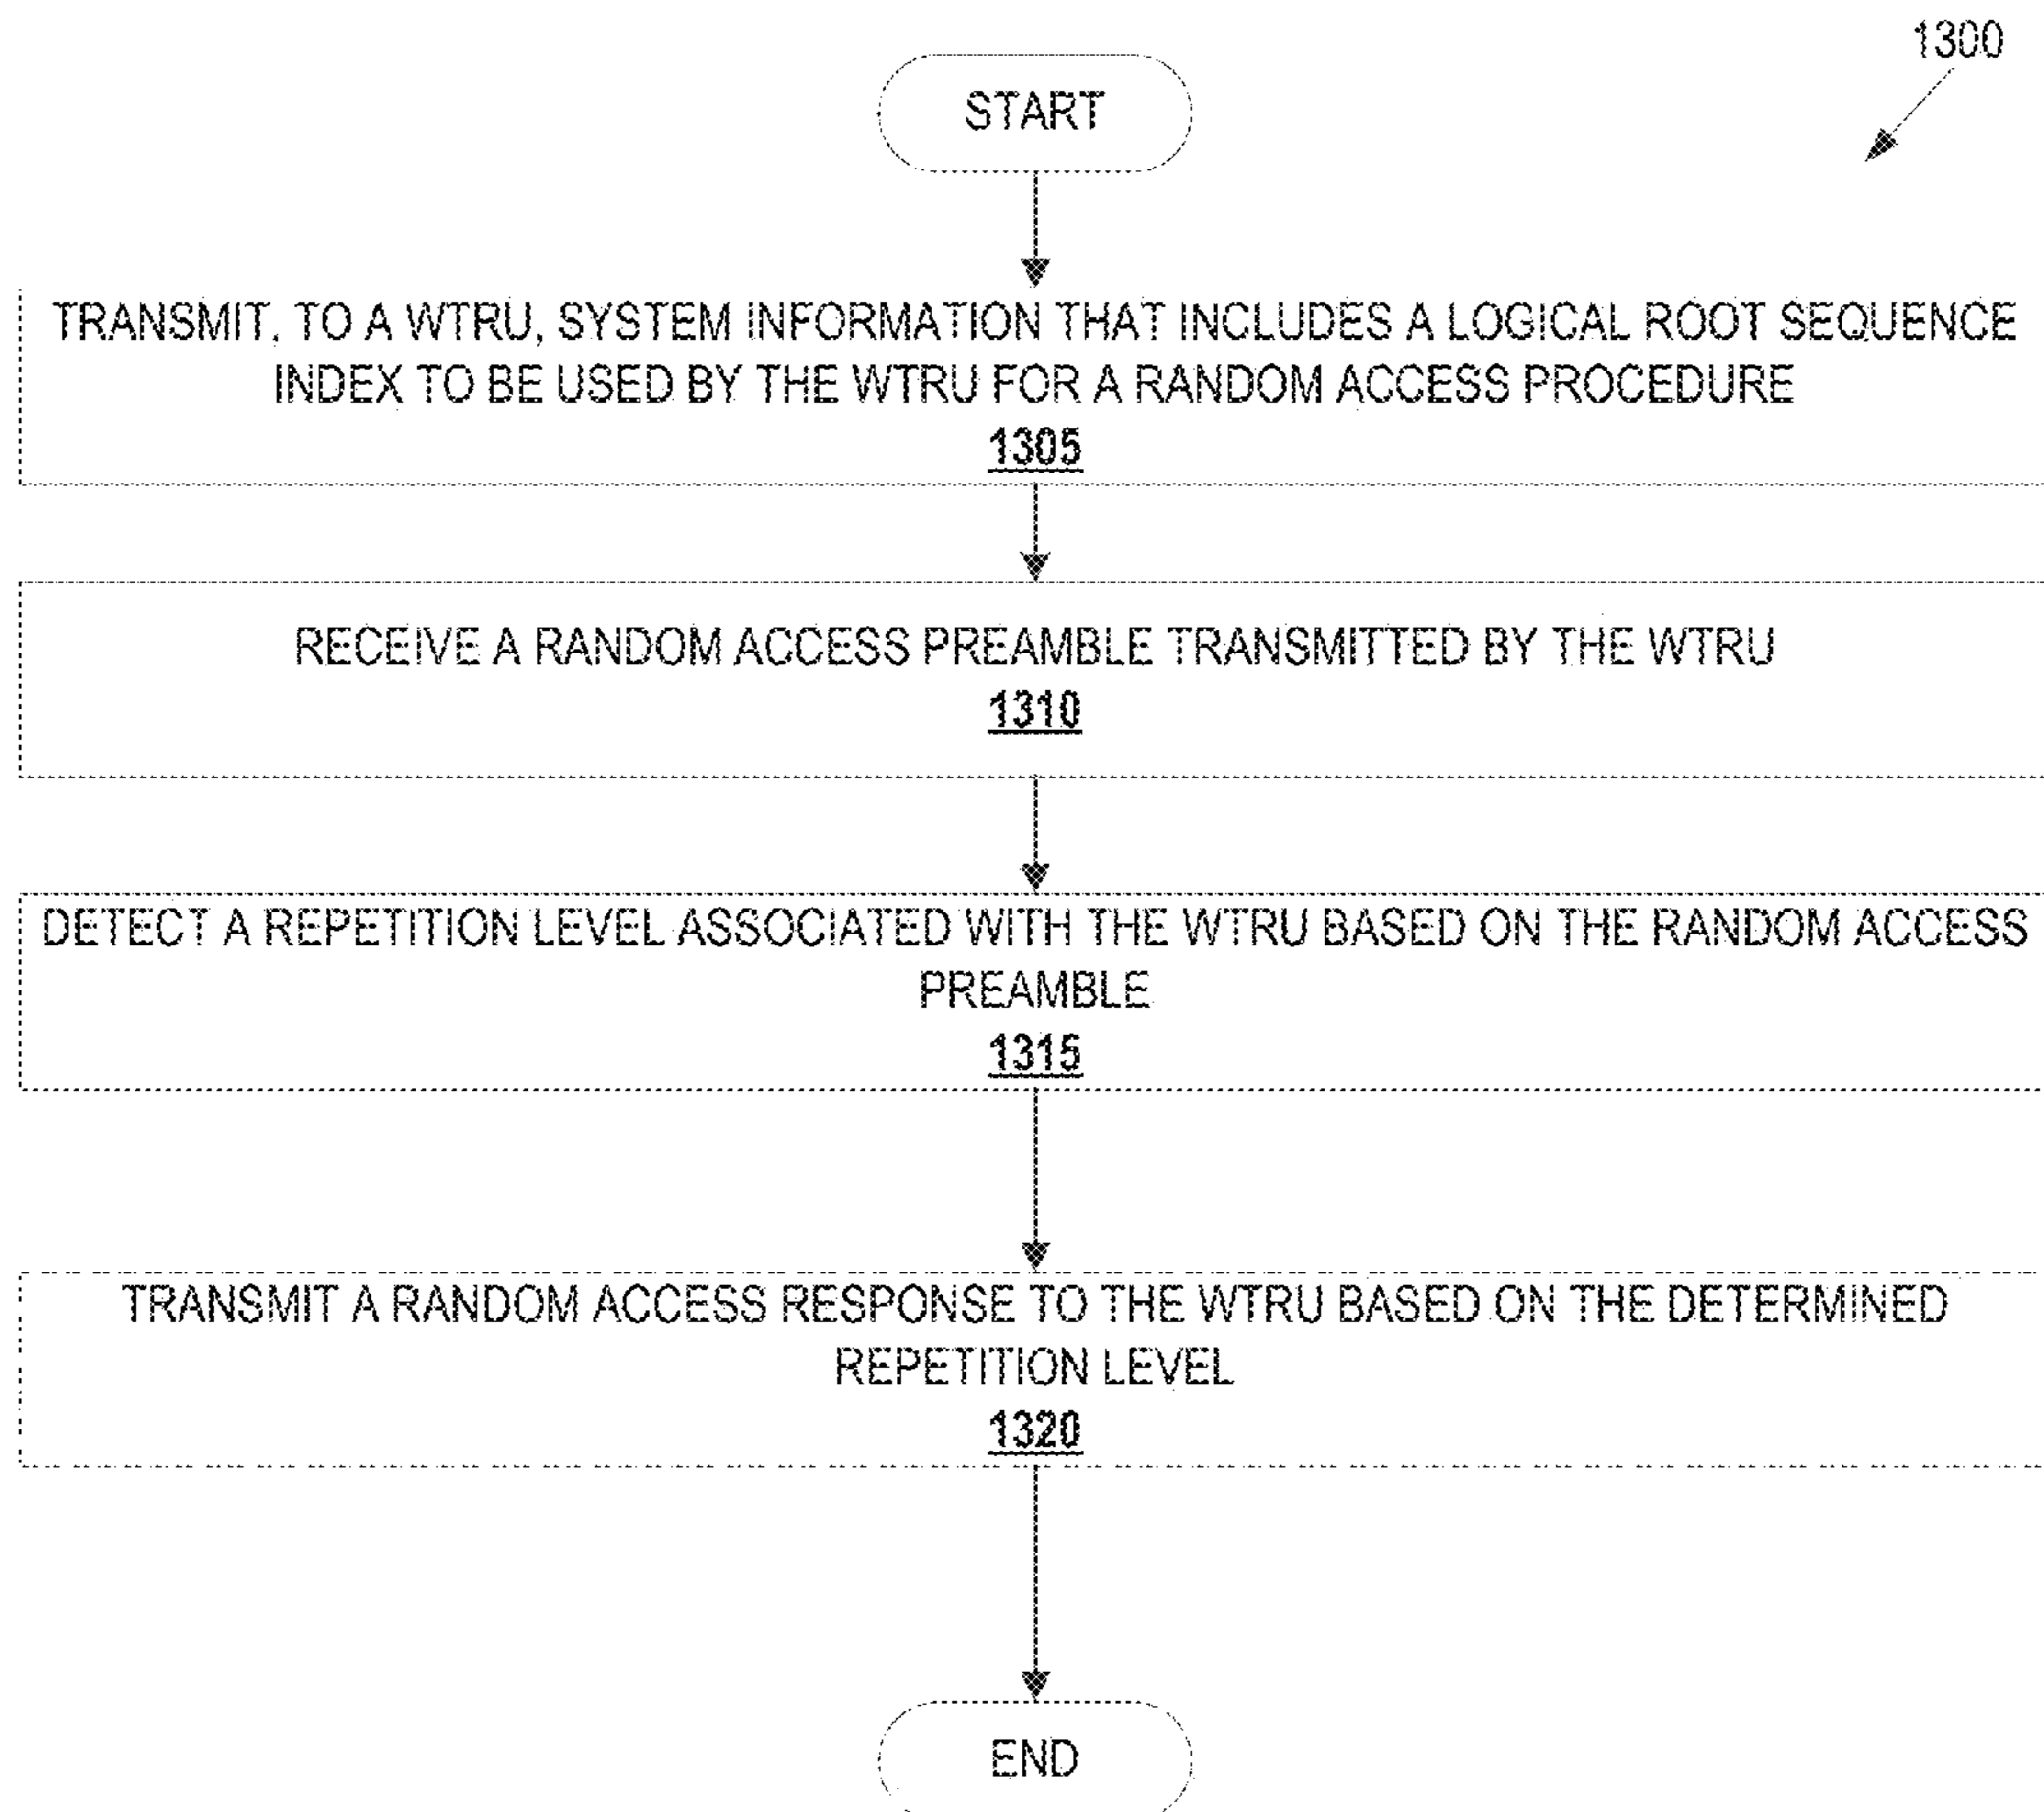 1300
START
TRANSMIT, TO A WTRU, SYSTEM INFORMATION THAT INCLUDES A LOGICAL ROOT SEQUENCE
INDEX TO BE USED BY THE WTRU FOR A RANDOM ACCESS PROCEDURE
1305
RECEIVE A RANDOM ACCESS PREAMBLE TRANSMITTED BY THE WTRU
1310
DETECT A REPETITION LEVEL ASSOCIATED WITH THE WTRU BASED ON THE RANDOM ACCESS
PREAMBLE
1315
TRANSMIT A RANDOM ACCESS RESPONSE TO THE WTRU BASED ON THE DETERMINED
REPETITION LEVEL
1320
END